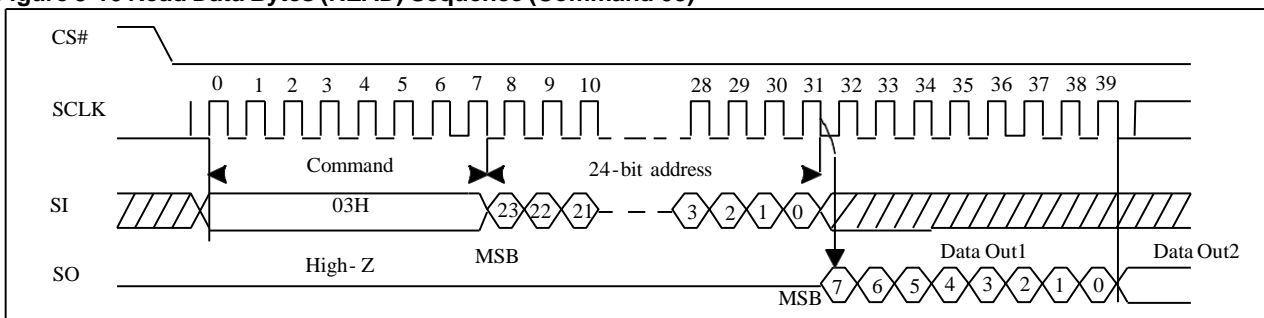 Figure 8-10 Read Data Bytes (READ) Sequence (Command 03)
CS#
0 1 2 3 4 5 6 7 8 9 10 28 29 30 31 32 33 34 35 36 37 38 39
SCLK
Command 24-bit address
SI 03H 23 22 21 3 2 1 0
MSB Data Out1 Data Out2
High- Z
SO 7 6 5 4 3 2 1 0
MSB